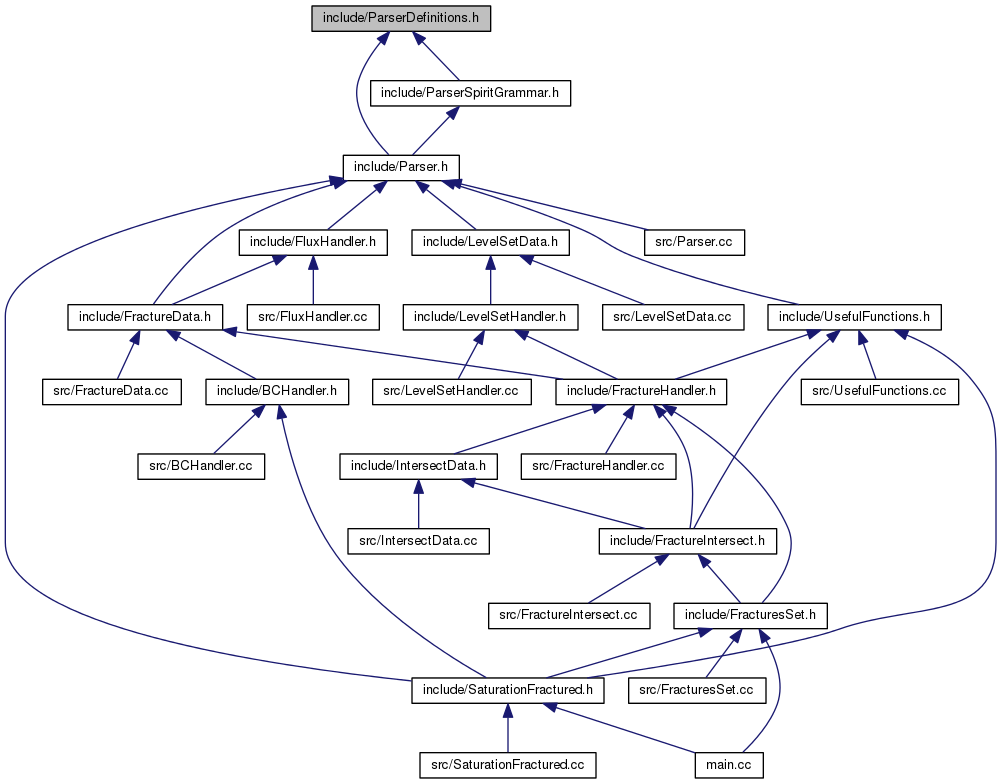 include/ParserDefinitions.h
include/ParserSpiritGrammar.h
include/Parser.h
include/FluxHandler.h
include/LevelSetData.h
src/Parser.cc
include/FractureData.h
src/FluxHandler.cc
include/LevelSetHandler.h
src/LevelSetData.cc
include/UsefulFunctions.h
src/FractureData.cc
include/BCHandler.h
src/LevelSetHandler.cc
include/FractureHandler.h
src/UsefulFunctions.cc
src/BCHandler.cc
include/IntersectData.h
src/FractureHandler.cc
src/IntersectData.cc
include/FractureIntersect.h
src/FractureIntersect.cc
include/FracturesSet.h
include/SaturationFractured.h
src/FracturesSet.cc
src/SaturationFractured.cc
main.cc